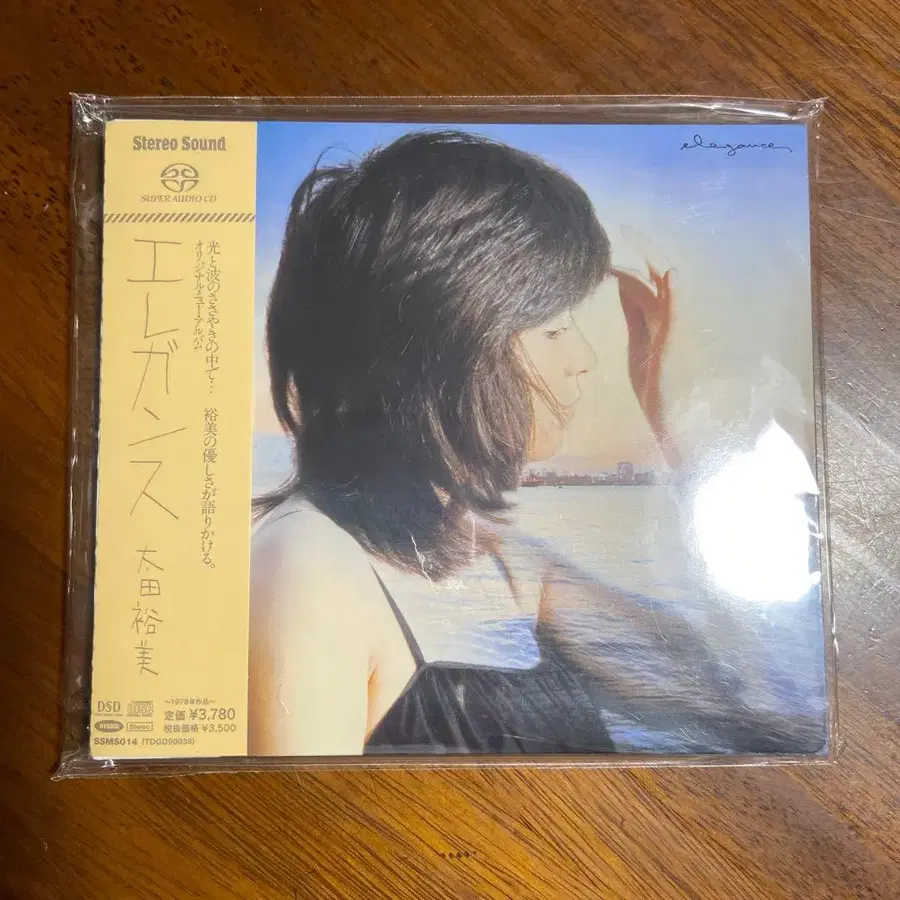 Stereo Sound
SUPER AUDIO CD
エレガンス
太田裕美
光と波のささやきの中で… 裕美の優しさが語りかける。
オリジナル・ニュー・アルバム
elegance
DSD
HYBRID
Stereo
～1978年作品～
定価 ¥3,780
税抜価格 ¥3,500
SSMS014 (TDGD90038)